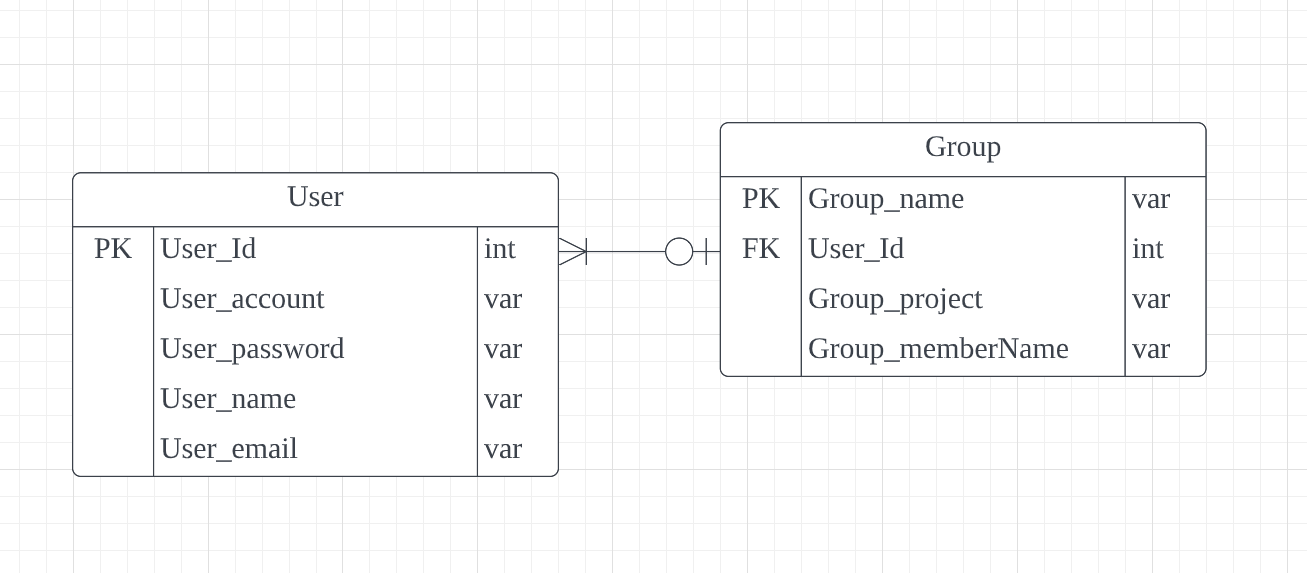 User
PK User_Id int
User_account var
User_password var
User_name var
User_email var
Group
PK Group_name var
FK User_Id int
Group_project var
Group_memberName var